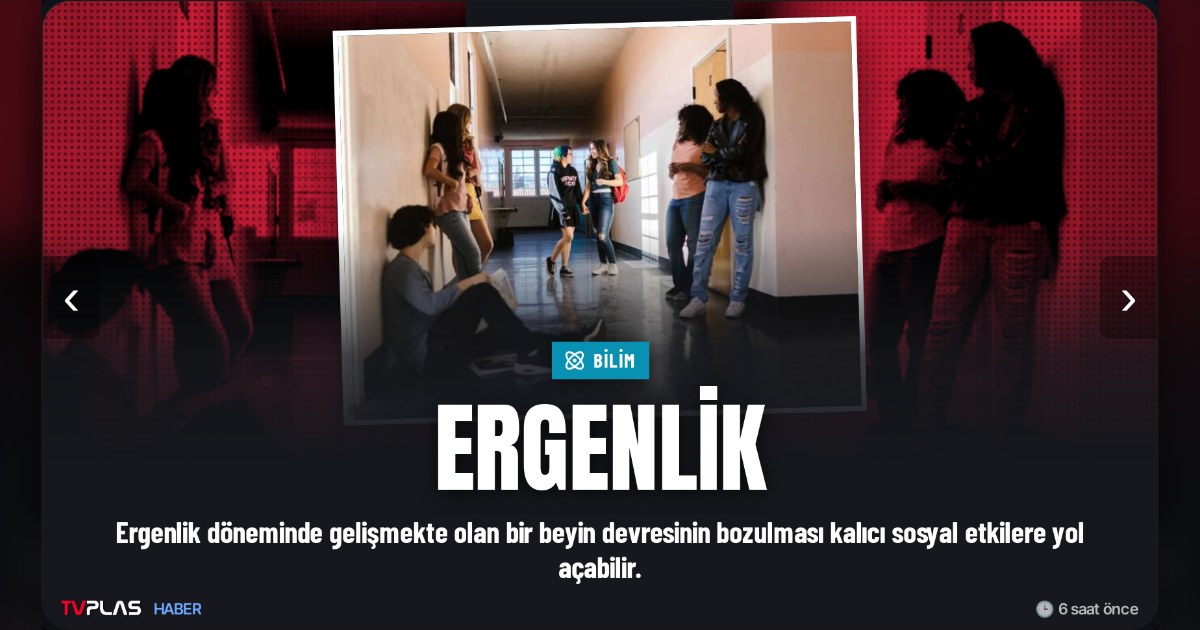 BİLİM
ERGENLİK
Ergenlik döneminde gelişmekte olan bir beyin devresinin bozulması kalıcı sosyal etkilere yol
açabilir.
TVPLAS HABER
6 saat önce